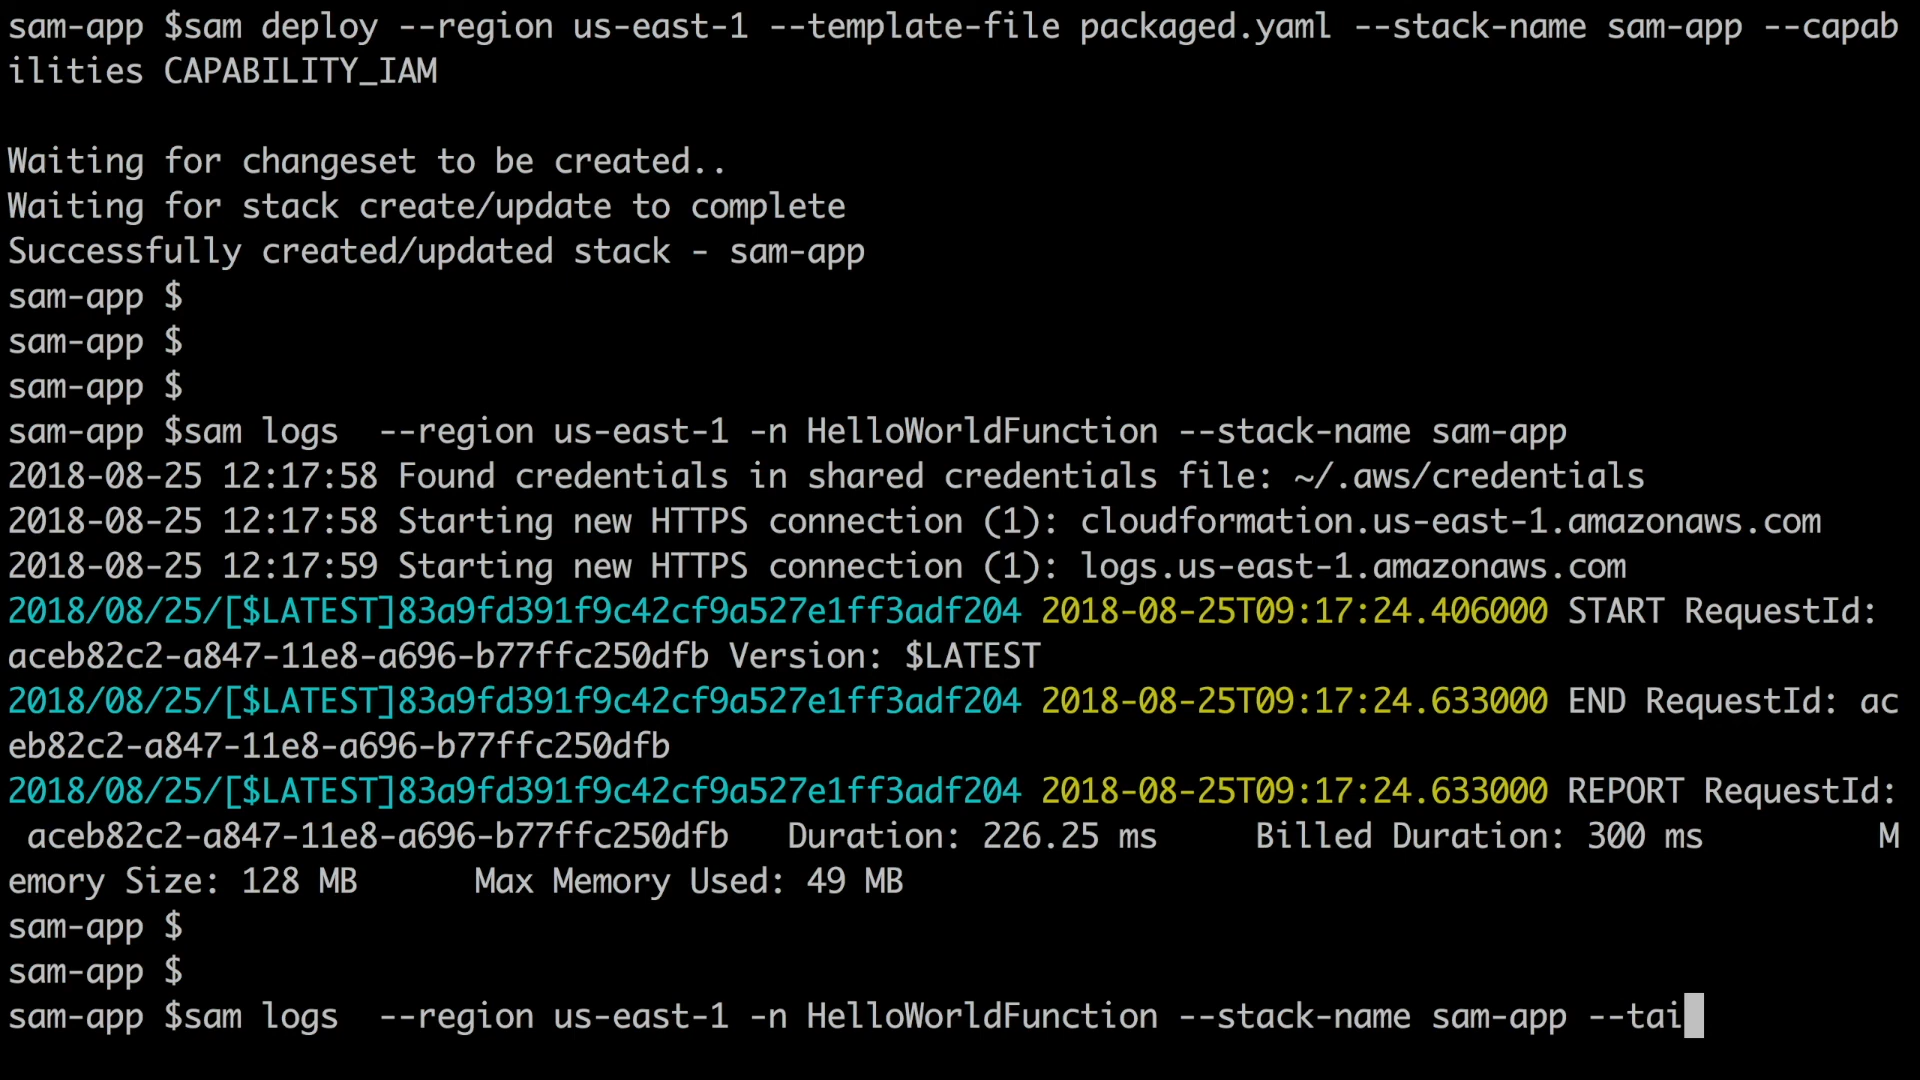 sam-app $sam deploy --region us-east-1 --template-file packaged.yaml --stack-name sam-app --capab
ilities CAPABILITY_IAM
Waiting for changeset to be created..
Waiting for stack create/update to complete
Successfully created/updated stack - sam-app
sam-app $
sam-app $
sam-app $
sam-app $sam logs  --region us-east-1 -n HelloWorldFunction --stack-name sam-app
2018-08-25 12:17:58 Found credentials in shared credentials file: ~/.aws/credentials
2018-08-25 12:17:58 Starting new HTTPS connection (1): cloudformation.us-east-1.amazonaws.com
2018-08-25 12:17:59 Starting new HTTPS connection (1): logs.us-east-1.amazonaws.com
2018/08/25/[$LATEST]83a9fd391f9c42cf9a527e1ff3adf204 2018-08-25T09:17:24.406000 START RequestId:
aceb82c2-a847-11e8-a696-b77ffc250dfb Version: $LATEST
2018/08/25/[$LATEST]83a9fd391f9c42cf9a527e1ff3adf204 2018-08-25T09:17:24.633000 END RequestId: ac
eb82c2-a847-11e8-a696-b77ffc250dfb
2018/08/25/[$LATEST]83a9fd391f9c42cf9a527e1ff3adf204 2018-08-25T09:17:24.633000 REPORT RequestId:
 aceb82c2-a847-11e8-a696-b77ffc250dfb   Duration: 226.25 ms     Billed Duration: 300 ms         M
emory Size: 128 MB      Max Memory Used: 49 MB
sam-app $
sam-app $
sam-app $sam logs  --region us-east-1 -n HelloWorldFunction --stack-name sam-app --tai